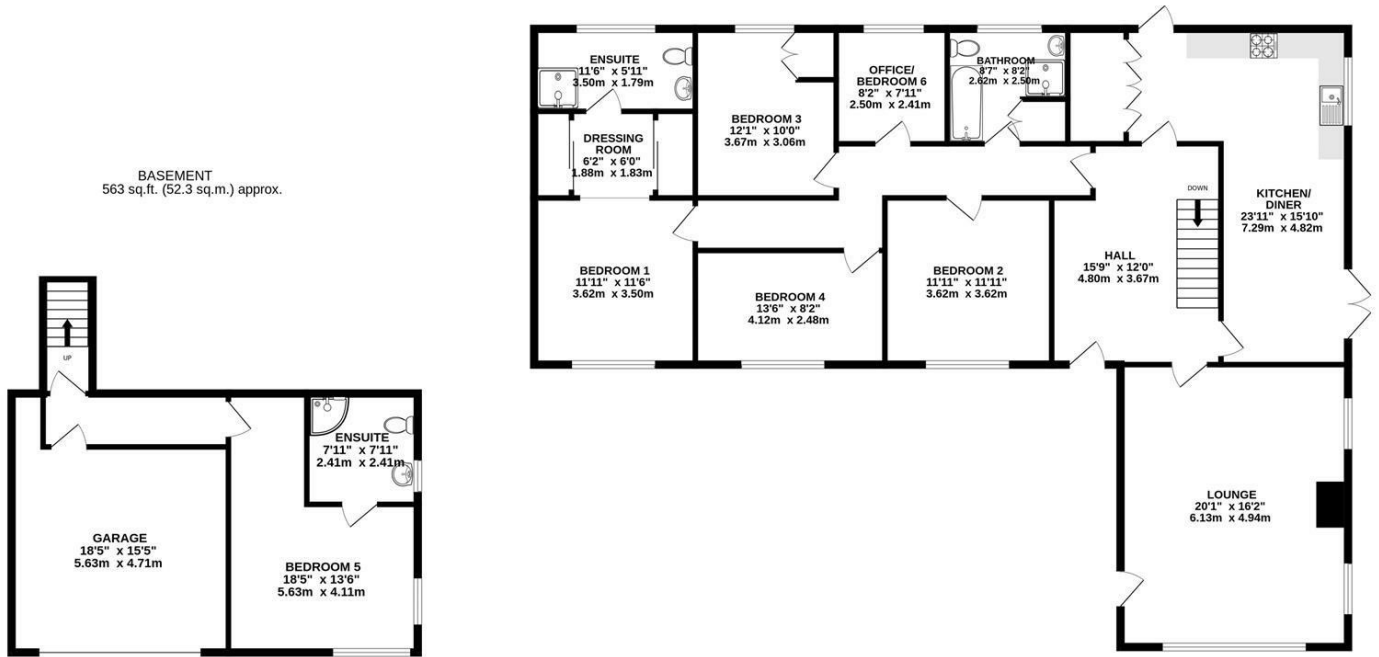 BASEMENT
563 sq.ft. (52.3 sq.m.) approx.
UP
GARAGE
18'5" x 15'5"
5.63m x 4.71m
ENSUITE
7'11" x 7'11"
2.41m x 2.41m
BEDROOM 5
18'5" x 13'6"
5.63m x 4.11m
ENSUITE
11'6" x 5'11"
3.50m x 1.79m
DRESSING
ROOM
6'2" x 6'0"
1.88m x 1.83m
BEDROOM 1
11'11" x 11'6"
3.62m x 3.50m
BEDROOM 3
12'1" x 10'0"
3.67m x 3.06m
BEDROOM 4
13'6" x 8'2"
4.12m x 2.48m
OFFICE/
BEDROOM 6
8'2" x 7'11"
2.50m x 2.41m
BATHROOM
8'7" x 8'2"
2.62m x 2.50m
BEDROOM 2
11'11" x 11'11"
3.62m x 3.62m
DOWN
HALL
15'9" x 12'0"
4.80m x 3.67m
KITCHEN/
DINER
23'11" x 15'10"
7.29m x 4.82m
LOUNGE
20'1" x 16'2"
6.13m x 4.94m